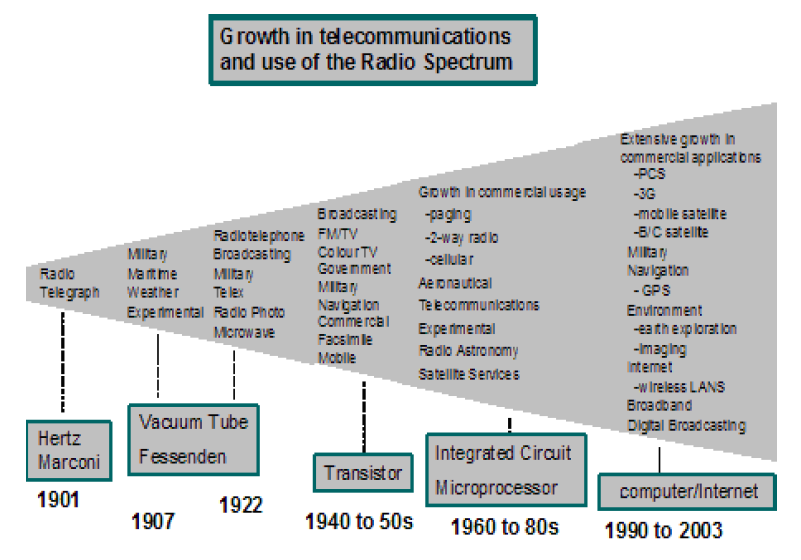 Growth in telecommunications
and use of the Radio Spectrum
Radio
Telegraph
Military
Maritime
Weather
Experimental
Radiotelephone
Broadcasting
Military
Telex
Radio Photo
Microwave
Broadcasting
FM/TV
Colour TV
Government
Military
Navigation
Commercial
Facsimile
Mobile
Growth in commercial usage
-paging
-2-way radio
-cellular
Aeronautical
Telecommunications
Experimental
Radio Astronomy
Satellite Services
Extensive growth in
commercial applications
-PCS
-3G
-mobile satellite
-B/C satellite
Military
Navigation
- GPS
Environment
-earth exploration
-imaging
Internet
-wireless LANS
Broadband
Digital Broadcasting
Hertz
Marconi
1901
Vacuum Tube
Fessenden
1907
1922
Transistor
1940 to 50s
Integrated Circuit
Microprocessor
1960 to 80s
computer/Internet
1990 to 2003